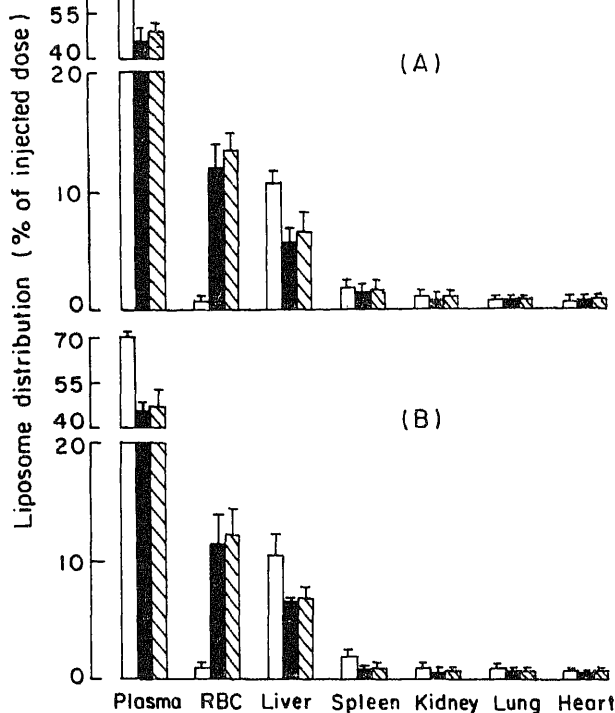 Liposome distribution (% of injected dose)
55
40
20
10
0
(A)
70
55
40
20
10
0
(B)
Plasma RBC Liver Spleen Kidney Lung Heart